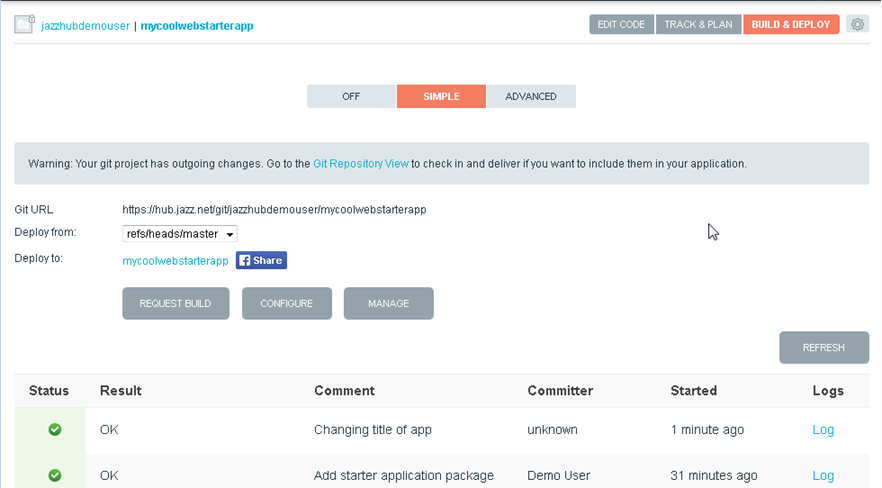 jazzhubdemouser | mycoolwebstarterapp EDIT CODE TRACK & PLAN BUILD & DEPLOY
OFF SIMPLE ADVANCED
Warning: Your git project has outgoing changes. Go to the Git Repository View to check in and deliver if you want to include them in your application.
Git URL https://hub.jazz.net/git/jazzhubdemouser/mycoolwebstarterapp
Deploy from: refs/heads/master
Deploy to: mycoolwebstarterapp Share
REQUEST BUILD CONFIGURE MANAGE
REFRESH
Status Result Comment Committer Started Logs
OK Changing title of app unknown 1 minute ago Log
OK Add starter application package Demo User 31 minutes ago Log